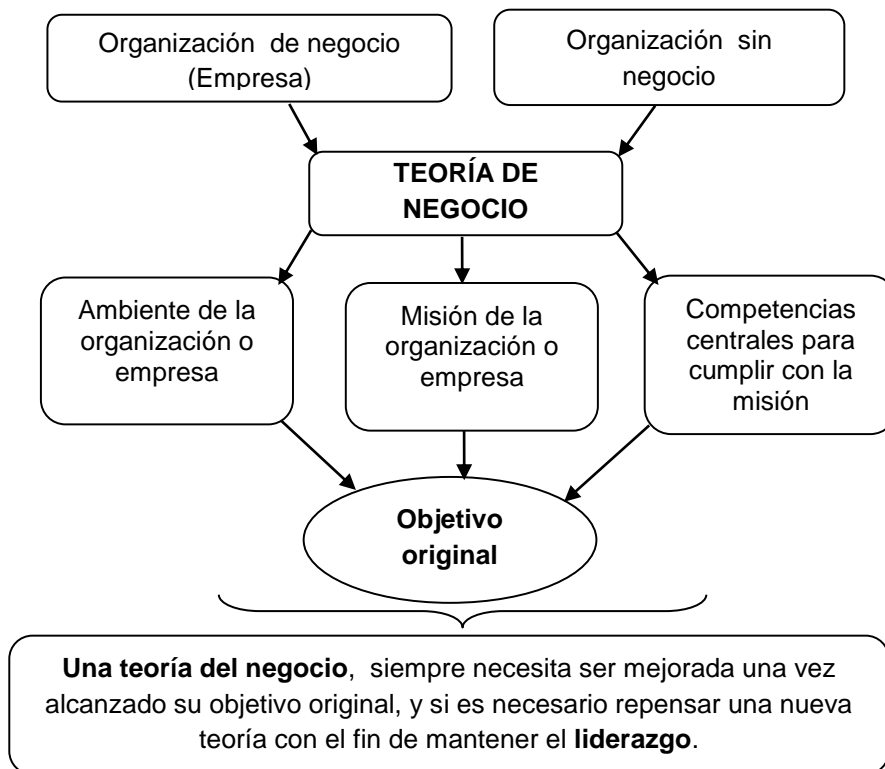 Organización de negocio
(Empresa)
Organización sin
negocio
TEORÍA DE
NEGOCIO
Ambiente de la
organización o
empresa
Misión de la
organización o
empresa
Competencias
centrales para
cumplir con la
misión
Objetivo
original
Una teoría del negocio, siempre necesita ser mejorada una vez
alcanzado su objetivo original, y si es necesario repensar una nueva
teoría con el fin de mantener el liderazgo.